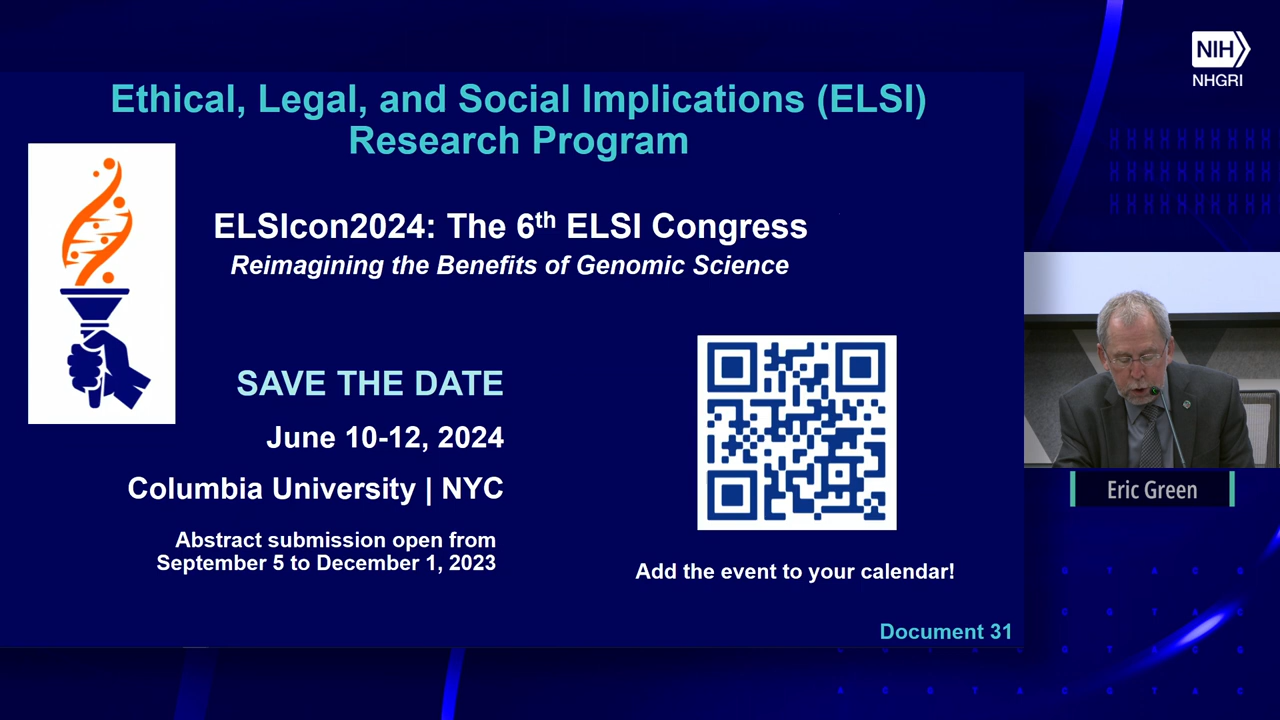 NIH
NHGRI
Ethical, Legal, and Social Implications (ELSI)
Research Program
ELSIcon2024: The 6th ELSI Congress
Reimagining the Benefits of Genomic Science
SAVE THE DATE
June 10-12, 2024
Columbia University | NYC
Abstract submission open from
September 5 to December 1, 2023
Add the event to your calendar!
Document 31
Eric Green